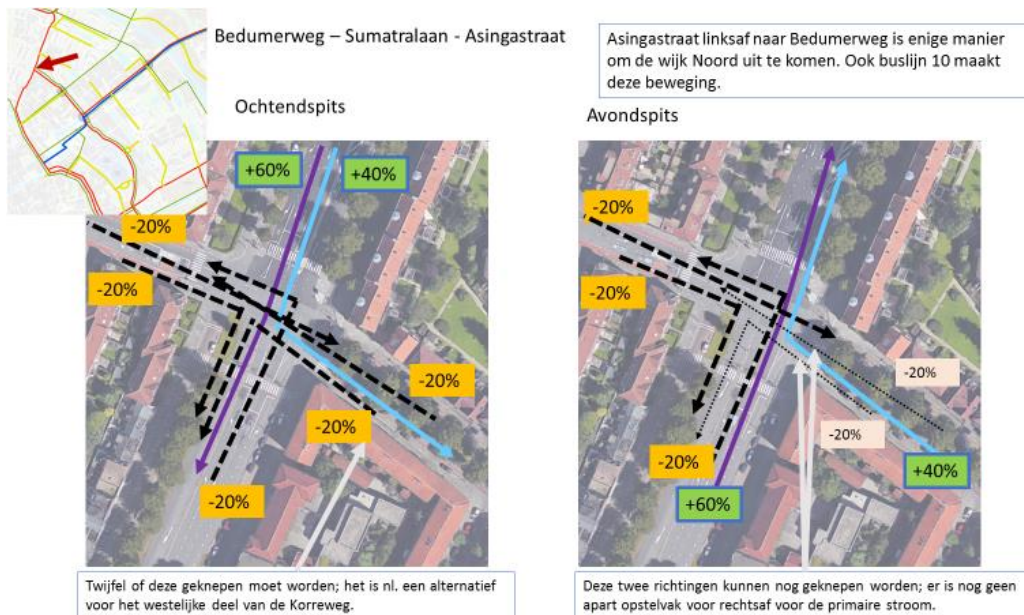 Bedumerweg – Sumatralaan - Asingastraat
Asingastraat linksaf naar Bedumerweg is enige manier
om de wijk Noord uit te komen. Ook buslijn 10 maakt
deze beweging.
Ochtendspits
Avondspits
+60%
+40%
-20%
-20%
-20%
-20%
-20%
-20%
-20%
-20%
-20%
-20%
+40%
+60%
Twijfel of deze geknepen moet worden; het is nl. een alternatief
voor het westelijke deel van de Korreweg.
Deze twee richtingen kunnen nog geknepen worden; er is nog geen
apart opstelvak voor rechtsaf voor de primaire stroom.